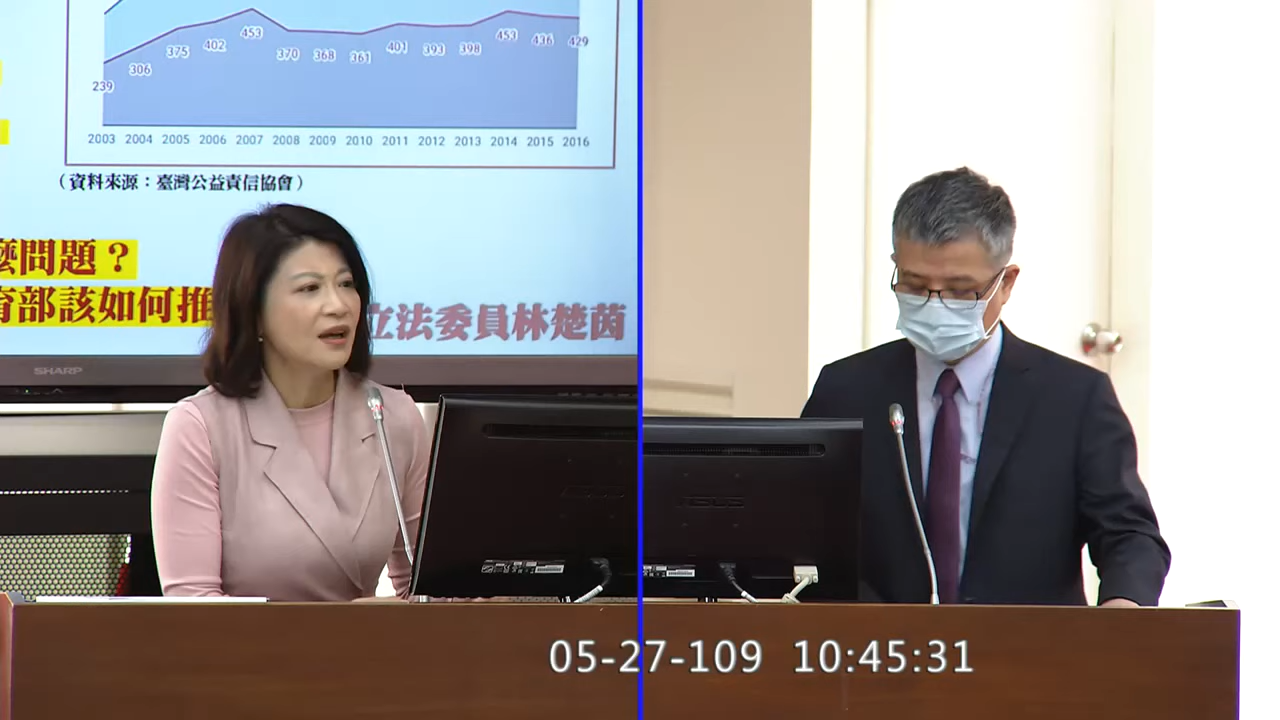 239 306 375 402 453 370 368 361 401 393 398 453 436 429
2003 2004 2005 2006 2007 2008 2009 2010 2011 2012 2013 2014 2015 2016
（資料來源：臺灣公益責信協會）
麼問題？
育部該如何推
立法委員林楚茵
SHARP
ASUS
05-27-109 10:45:31